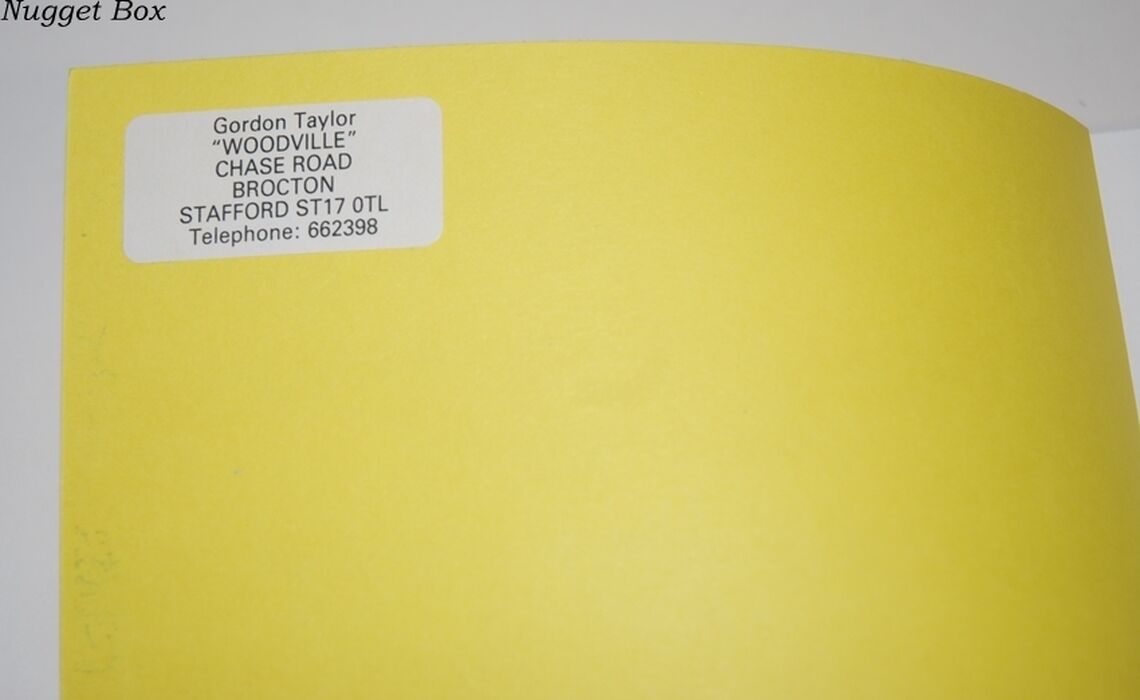 Nugget Box
Gordon Taylor
“WOODVILLE”
CHASE ROAD
BROCTON
STAFFORD ST17 0TL
Telephone: 662398